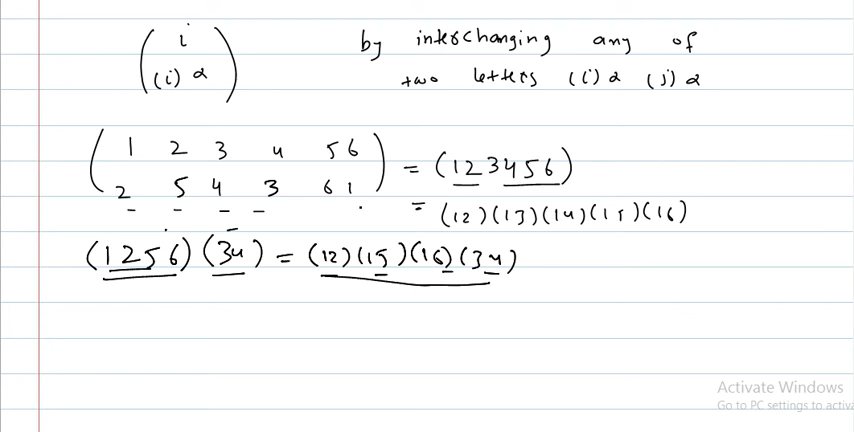 i by interchanging any of
(i) α two letters (i) α (j) α
( 1 2 3 4 5 6 ) = (123456)
2 5 4 3 6 1 = (12)(13)(14)(15)(16)
(1256)(34) = (12)(15)(16)(34)
Activate Windows
Go to PC settings to activa